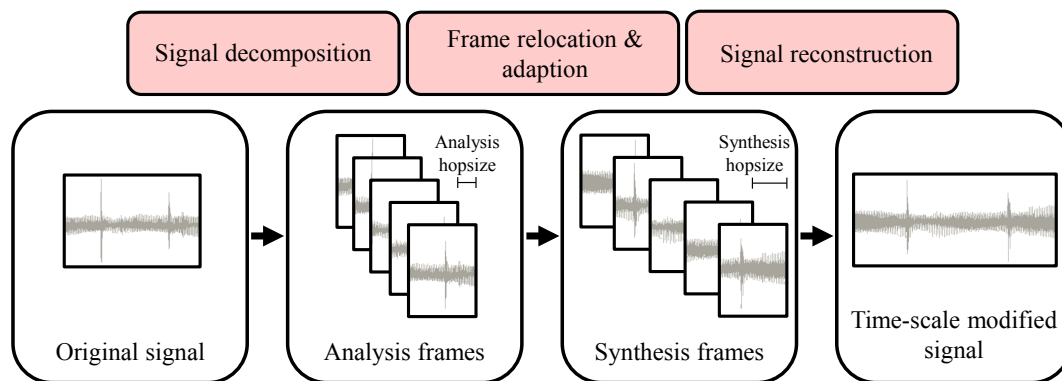 Signal decomposition
Frame relocation &
adaption
Signal reconstruction
Analysis
hopsize
Synthesis
hopsize
Original signal
Analysis frames
Synthesis frames
Time-scale modified
signal